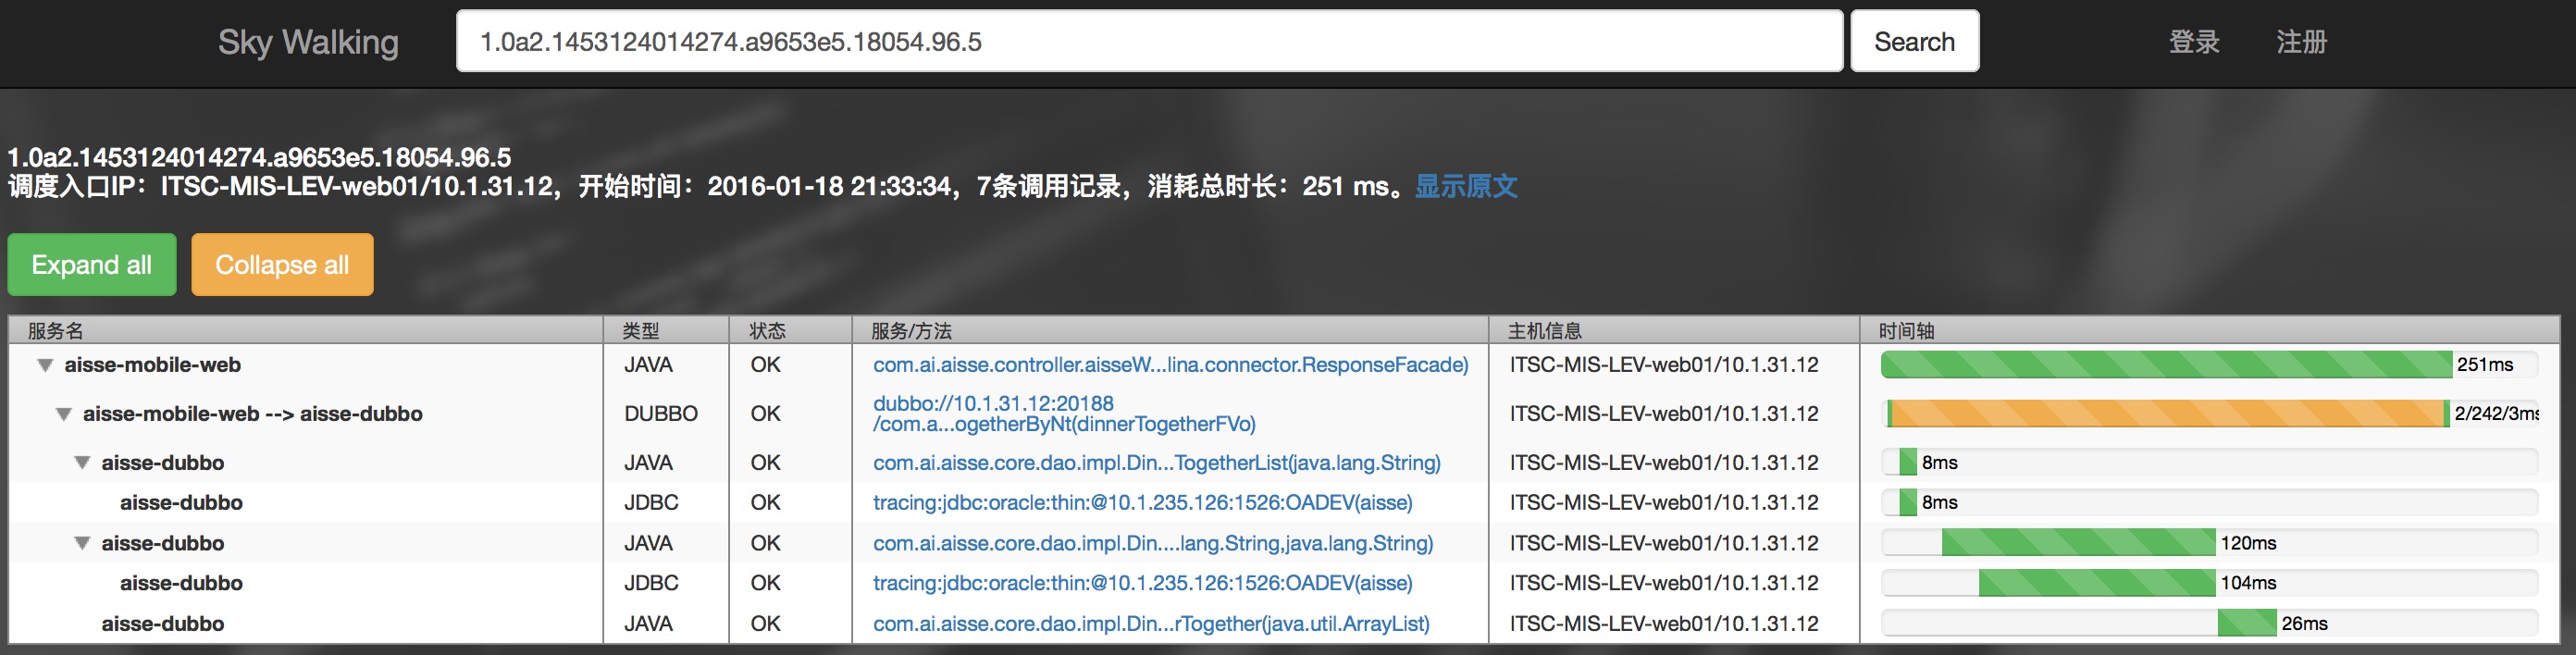 Sky Walking 1.0a2.1453124014274.a9653e5.18054.96.5 Search 登录 注册
1.0a2.1453124014274.a9653e5.18054.96.5
调度入口IP：ITSC-MIS-LEV-web01/10.1.31.12，开始时间：2016-01-18 21:33:34，7条调用记录，消耗总时长：251 ms。显示原文
Expand all Collapse all
服务名 类型 状态 服务/方法 主机信息 时间轴
aisse-mobile-web JAVA OK com.ai.aisse.controller.aisseW...lina.connector.ResponseFacade) ITSC-MIS-LEV-web01/10.1.31.12 251ms
aisse-mobile-web --> aisse-dubbo DUBBO OK dubbo://10.1.31.12:20188
/com.a...ogetherByNt(dinnerTogetherFVo) ITSC-MIS-LEV-web01/10.1.31.12 2/242/3ms
aisse-dubbo JAVA OK com.ai.aisse.core.dao.impl.Din...TogetherList(java.lang.String) ITSC-MIS-LEV-web01/10.1.31.12 8ms
aisse-dubbo JDBC OK tracing:jdbc:oracle:thin:@10.1.235.126:1526:OADEV(aisse) ITSC-MIS-LEV-web01/10.1.31.12 8ms
aisse-dubbo JAVA OK com.ai.aisse.core.dao.impl.Din....lang.String,java.lang.String) ITSC-MIS-LEV-web01/10.1.31.12 120ms
aisse-dubbo JDBC OK tracing:jdbc:oracle:thin:@10.1.235.126:1526:OADEV(aisse) ITSC-MIS-LEV-web01/10.1.31.12 104ms
aisse-dubbo JAVA OK com.ai.aisse.core.dao.impl.Din...rTogether(java.util.ArrayList) ITSC-MIS-LEV-web01/10.1.31.12 26ms